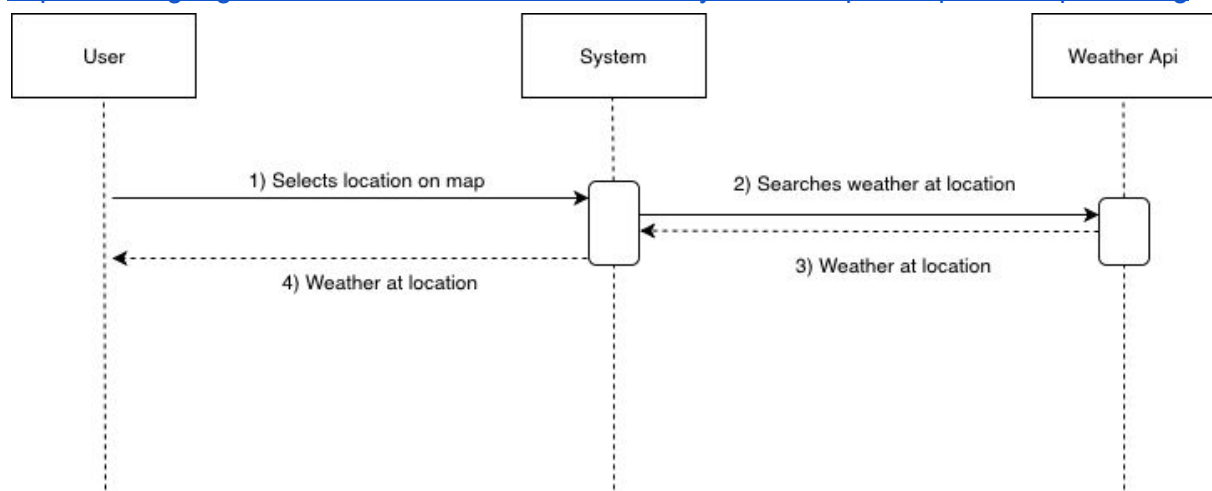 User
System
Weather Api
1) Selects location on map
2) Searches weather at location
3) Weather at location
4) Weather at location